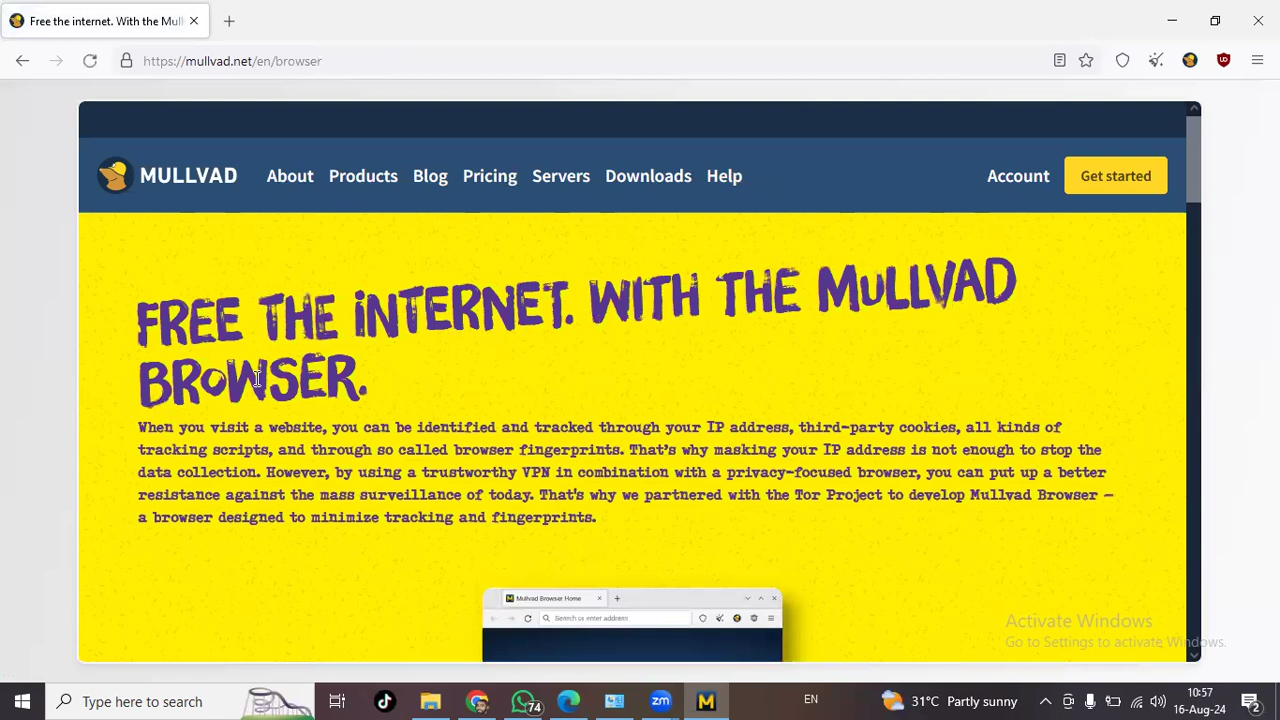 Free the internet. With the Mull
https://mullvad.net/en/browser
MULLVAD About Products Blog Pricing Servers Downloads Help Account Get started
FREE THE INTERNET. WITH THE MULLVAD
BROWSER.
When you visit a website, you can be identified and tracked through your IP address, third-party cookies, all kinds of
tracking scripts, and through so called browser fingerprints. That's why masking your IP address is not enough to stop the
data collection. However, by using a trustworthy VPN in combination with a privacy-focused browser, you can put up a better
resistance against the mass surveillance of today. That's why we partnered with the Tor Project to develop Mullvad Browser –
a browser designed to minimize tracking and fingerprints.
Mullvad Browser Home
Search or enter address
Activate Windows
Go to Settings to activate Windows.
Type here to search
74
zm
M
EN
31°C Partly sunny
10:57
16-Aug-24
2